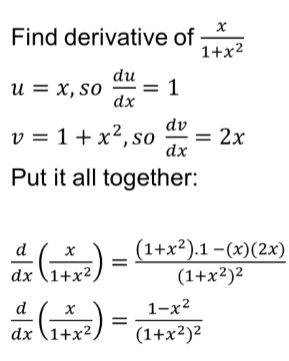 Find derivative of x/(1+x²)
u = x, so du/dx = 1
v = 1 + x², so dv/dx = 2x
Put it all together:
d/dx (x/(1+x²)) = ((1+x²).1 −(x)(2x))/(1+x²)²
d/dx (x/(1+x²)) = (1−x²)/(1+x²)²